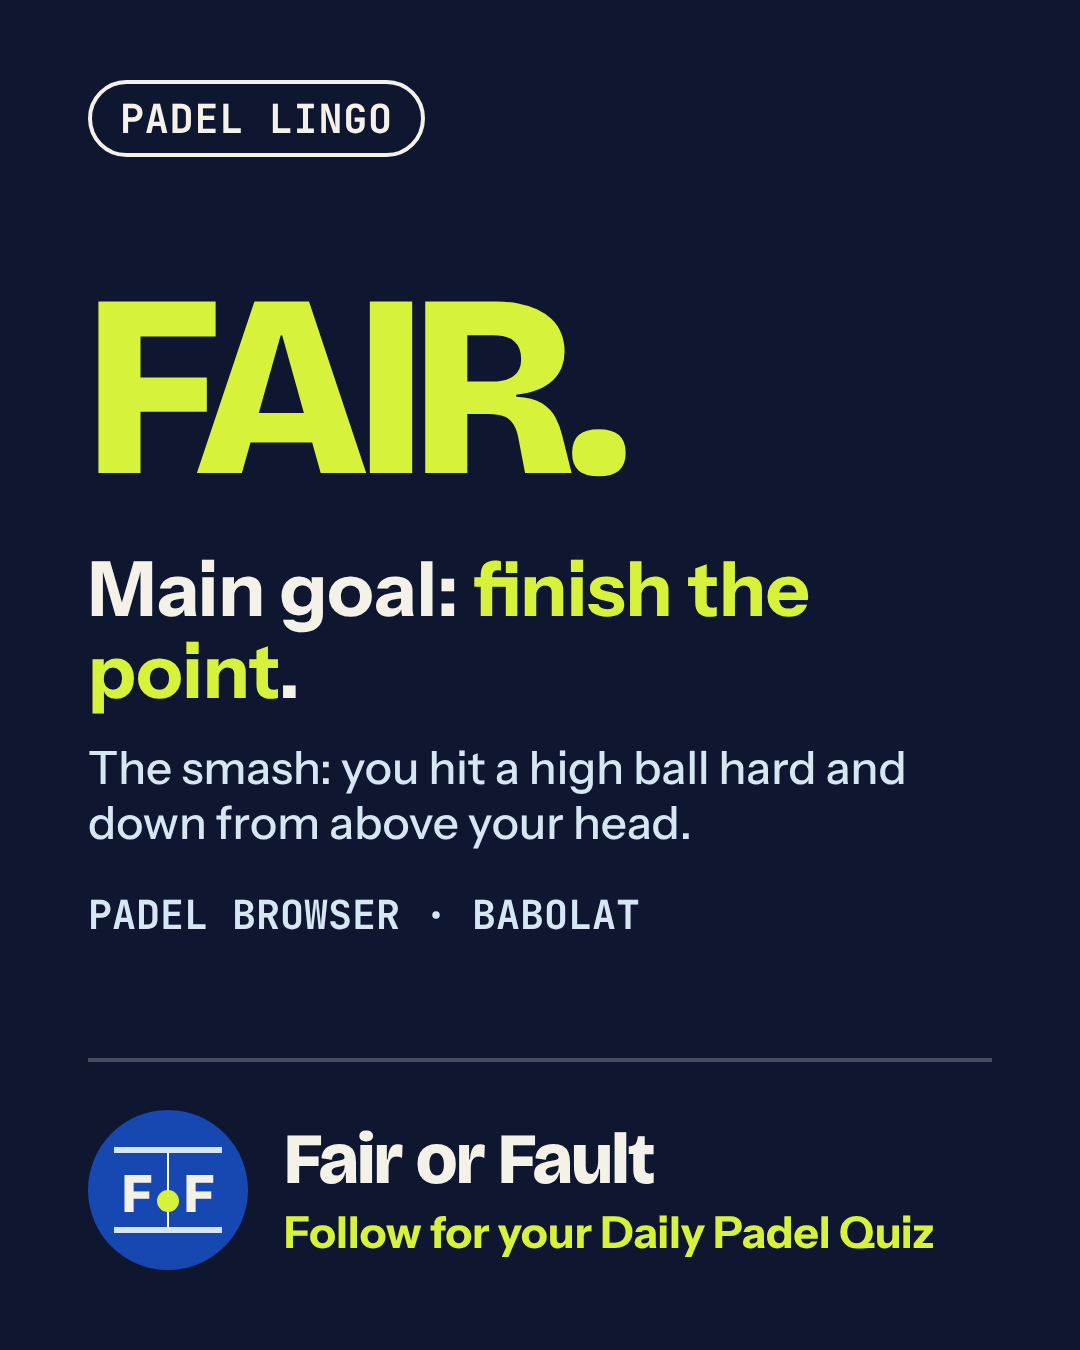 PADEL LINGO
FAIR.
Main goal: finish the
point.
The smash: you hit a high ball hard and
down from above your head.
PADEL BROWSER · BABOLAT
F F
Fair or Fault
Follow for your Daily Padel Quiz